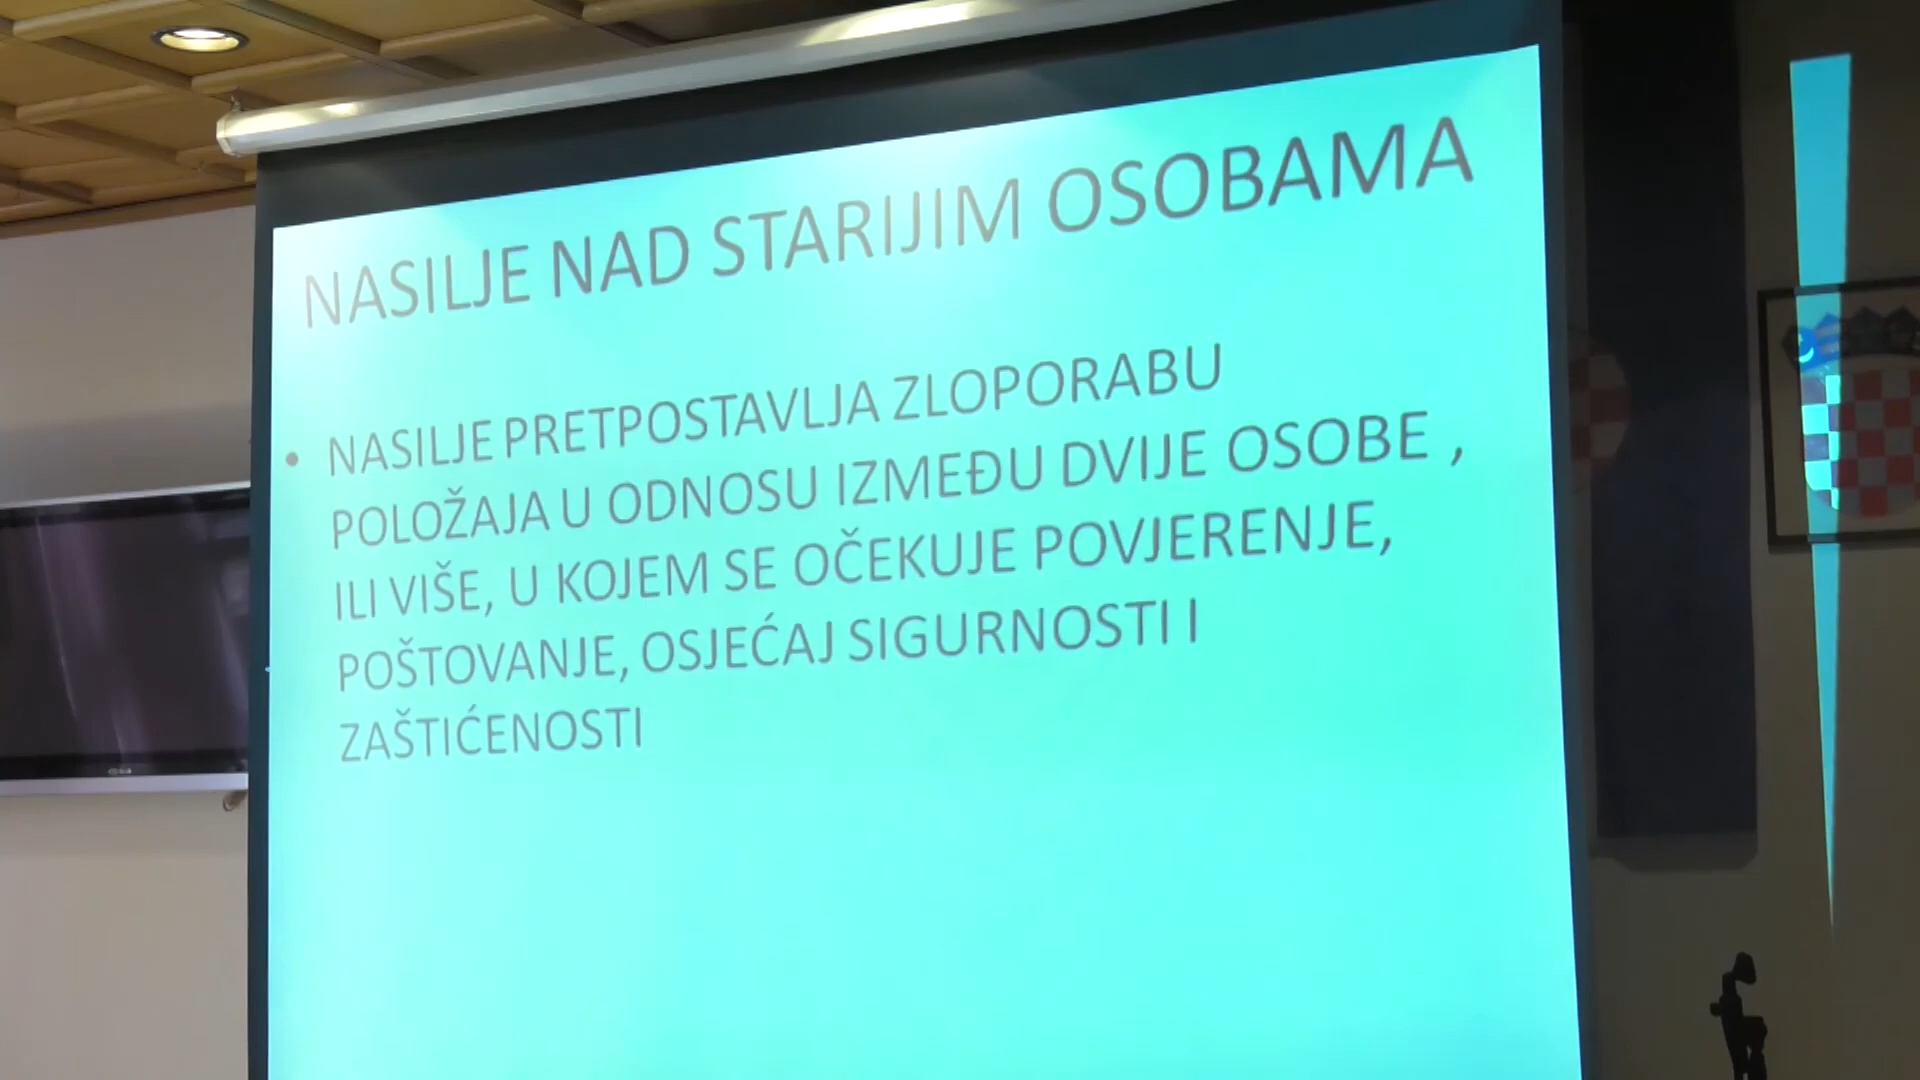 NASILJE NAD STARIJIM OSOBAMA
• NASILJE PRETPOSTAVLJA ZLOPORABU
POLOŽAJA U ODNOSU IZMEĐU DVIJE OSOBE ,
ILI VIŠE, U KOJEM SE OČEKUJE POVJERENJE,
POŠTOVANJE, OSJEĆAJ SIGURNOSTI I
ZAŠTIĆENOSTI